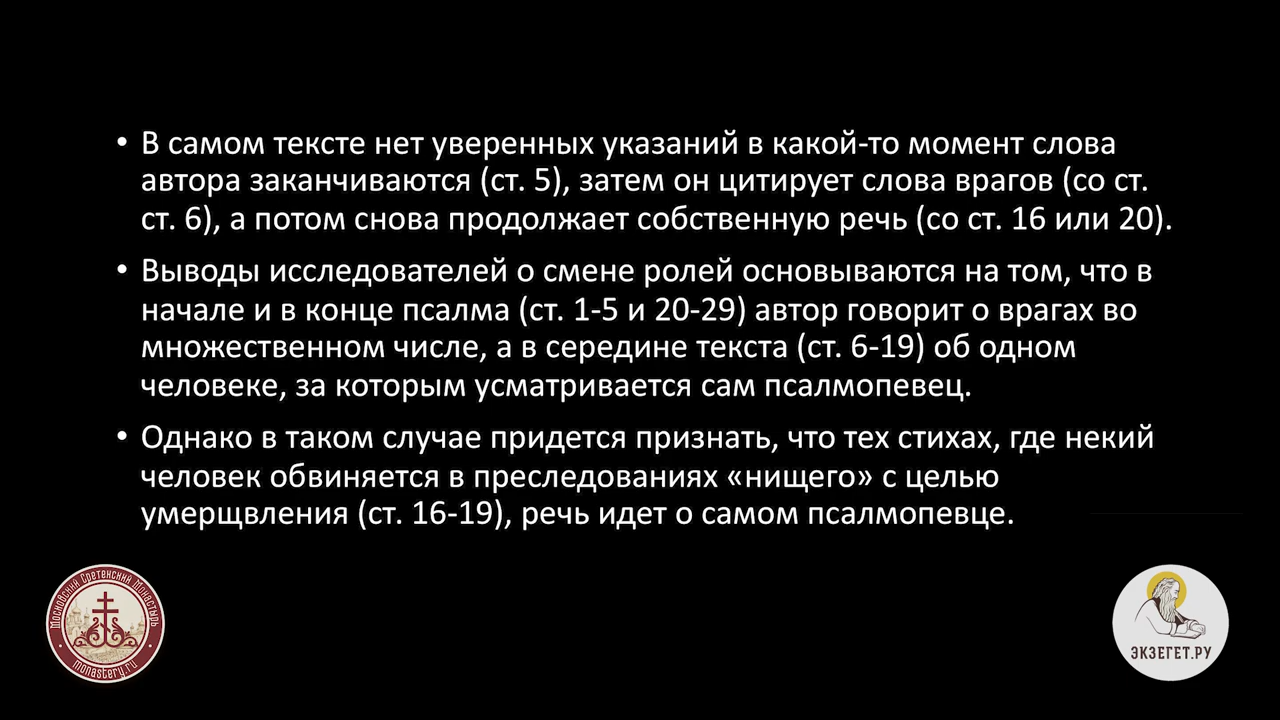 • В самом тексте нет уверенных указаний в какой-то момент слова
автора заканчиваются (ст. 5), затем он цитирует слова врагов (со ст.
ст. 6), а потом снова продолжает собственную речь (со ст. 16 или 20).
• Выводы исследователей о смене ролей основываются на том, что в
начале и в конце псалма (ст. 1-5 и 20-29) автор говорит о врагах во
множественном числе, а в середине текста (ст. 6-19) об одном
человеке, за которым усматривается сам псалмопевец.
• Однако в таком случае придется признать, что тех стихах, где некий
человек обвиняется в преследованиях «нищего» с целью
умерщвления (ст. 16-19), речь идет о самом псалмопевце.
Московский Сретенский Монастырь
monastery.ru
ЭКЗЕГЕТ.РУ